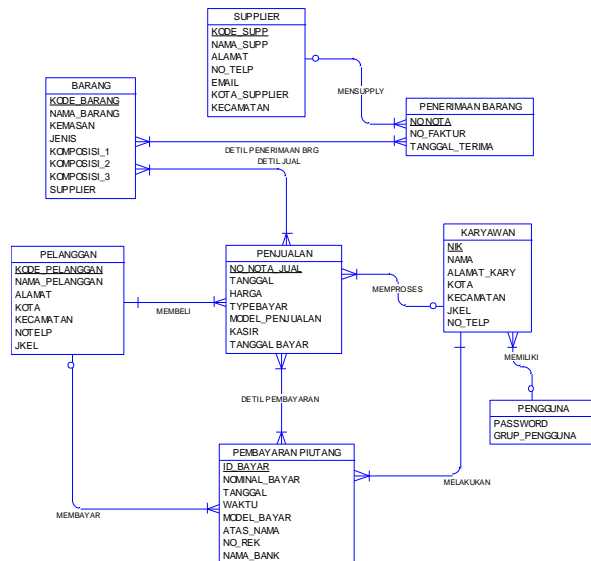 SUPPLIER
KODE_SUPP
NAMA_SUPP
ALAMAT
NO_TELP
EMAIL
KOTA_SUPPLIER
KECAMATAN
MENSUPPLY
BARANG
KODE_BARANG
NAMA_BARANG
KEMASAN
JENIS
KOMPOSISI_1
KOMPOSISI_2
KOMPOSISI_3
SUPPLIER
PENERIMAAN BARANG
NONOTA
NO_FAKTUR
TANGGAL_TERIMA
DETIL PENERIMAAN BRG
DETIL JUAL
PELANGGAN
KODE_PELANGGAN
NAMA_PELANGGAN
ALAMAT
KOTA
KECAMATAN
NOTELP
JKEL
MEMBELI
PENJUALAN
NO_NOTA_JUAL
TANGGAL
HARGA
TYPEBAYAR
MODEL_PENJUALAN
KASIR
TANGGAL BAYAR
MEMPROSES
KARYAWAN
NIK
NAMA
ALAMAT_KARY
KOTA
KECAMATAN
JKEL
NO_TELP
MEMILIKI
PENGGUNA
PASSWORD
GRUP_PENGGUNA
DETIL PEMBAYARAN
PEMBAYARAN PIUTANG
ID_BAYAR
NOMINAL_BAYAR
TANGGAL
WAKTU
MODEL_BAYAR
ATAS_NAMA
NO_REK
NAMA_BANK
MELAKUKAN
MEMBAYAR